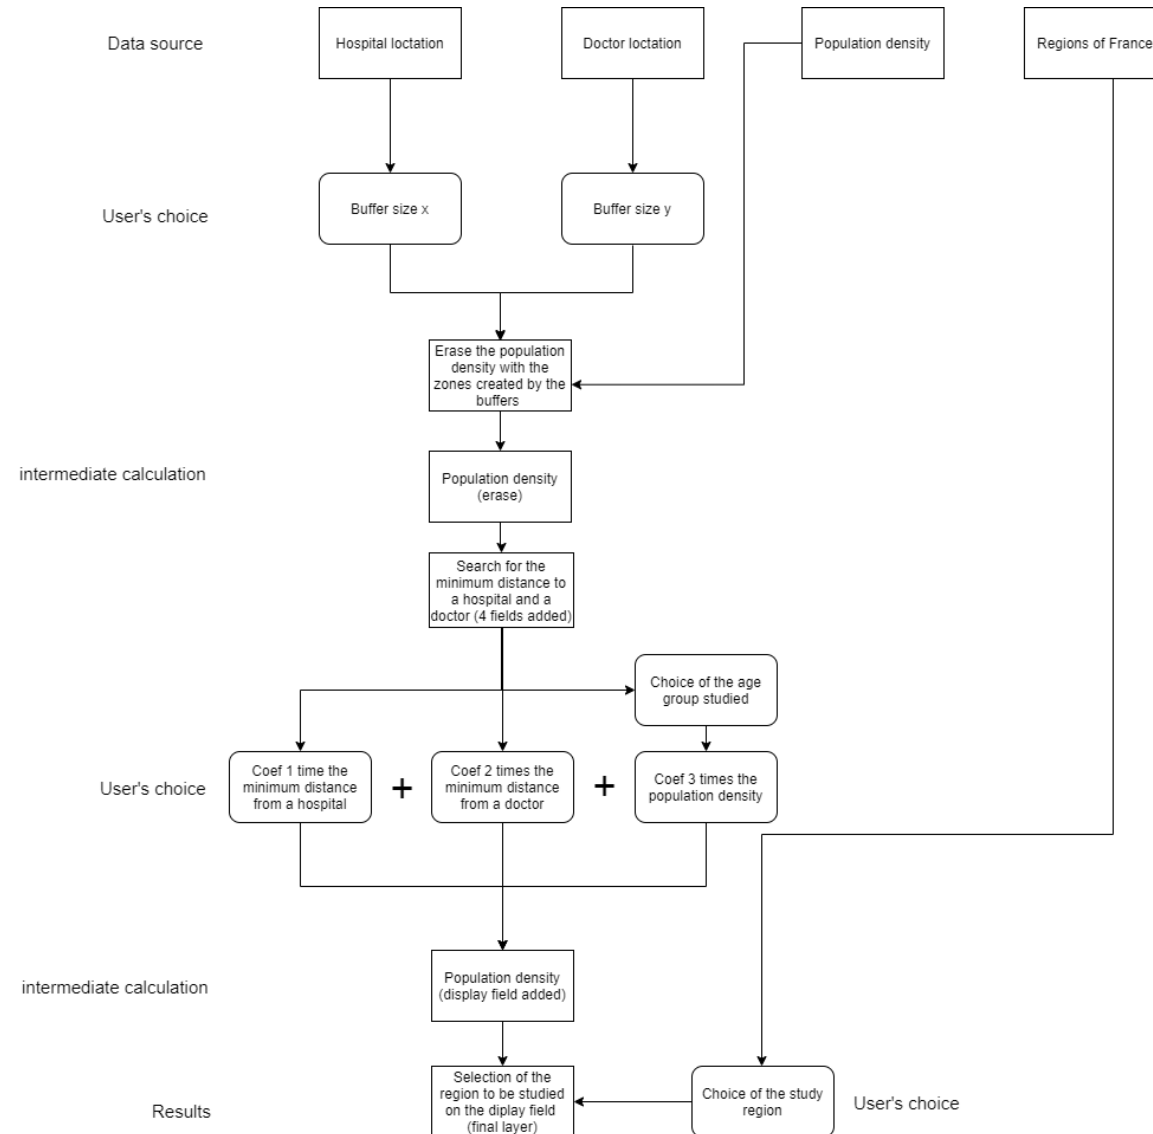 Data source
Hospital loctation
Doctor loctation
Population density
Regions of France
User's choice
Buffer size x
Buffer size y
Erase the population
density with the
zones created by the
buffers
intermediate calculation
Population density
(erase)
Search for the
minimum distance to
a hospital and a
doctor (4 fields added)
Choice of the age
group studied
User's choice
Coef 1 time the
minimum distance
from a hospital
+
Coef 2 times the
minimum distance
from a doctor
+
Coef 3 times the
population density
intermediate calculation
Population density
(display field added)
Results
Selection of the
region to be studied
on the diplay field
(final layer)
Choice of the study
region
User's choice